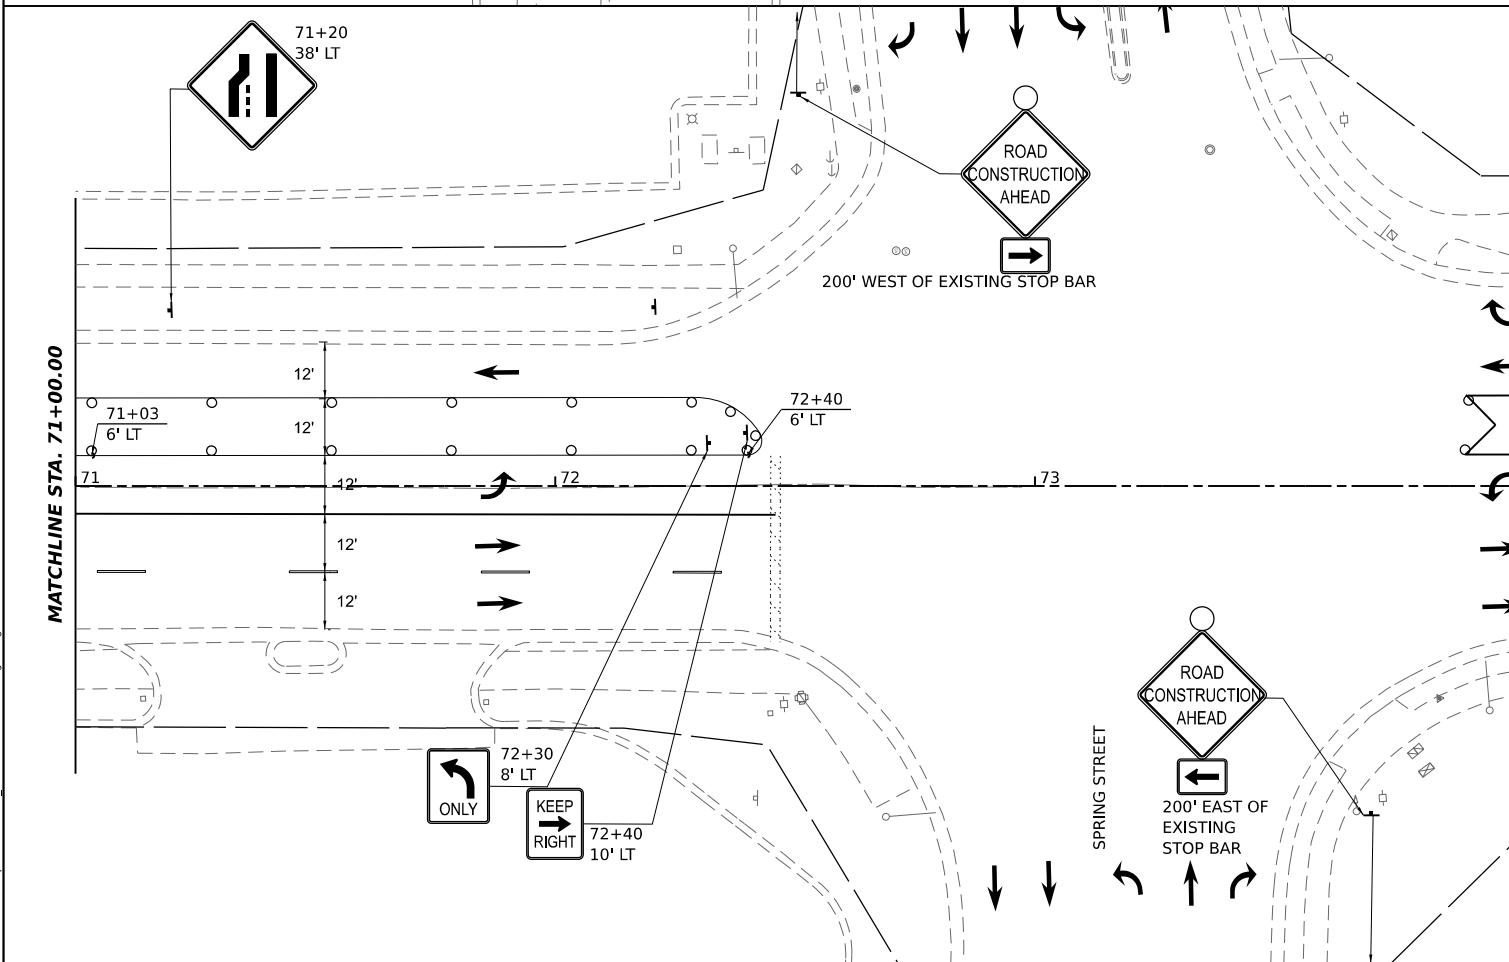 71+20
38' LT
ROAD
CONSTRUCTION
AHEAD
200' WEST OF EXISTING STOP BAR
MATCHLINE STA. 71+00.00
12'
12'
12'
12'
12'
71+03
6' LT
72+40
6' LT
71
72
73
ONLY
72+30
8' LT
KEEP
RIGHT
72+40
10' LT
SPRING STREET
ROAD
CONSTRUCTION
AHEAD
200' EAST OF
EXISTING
STOP BAR